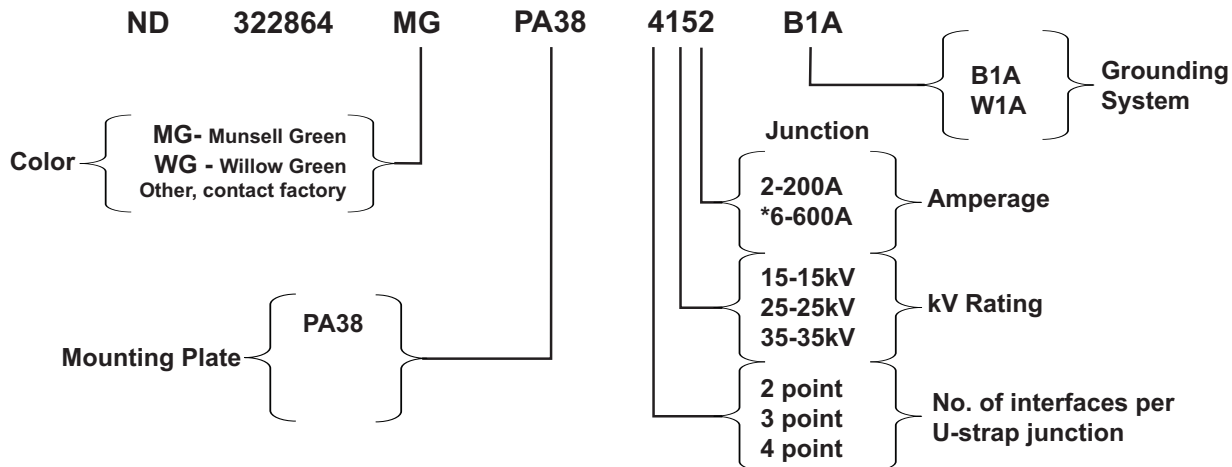 ND 322864 MG PA38 4152 B1A
B1A
W1A
Grounding
System
Color
MG- Munsell Green
WG - Willow Green
Other, contact factory
Junction
2-200A
*6-600A
Amperage
15-15kV
25-25kV
35-35kV
kV Rating
Mounting Plate
PA38
2 point
3 point
4 point
No. of interfaces per
U-strap junction